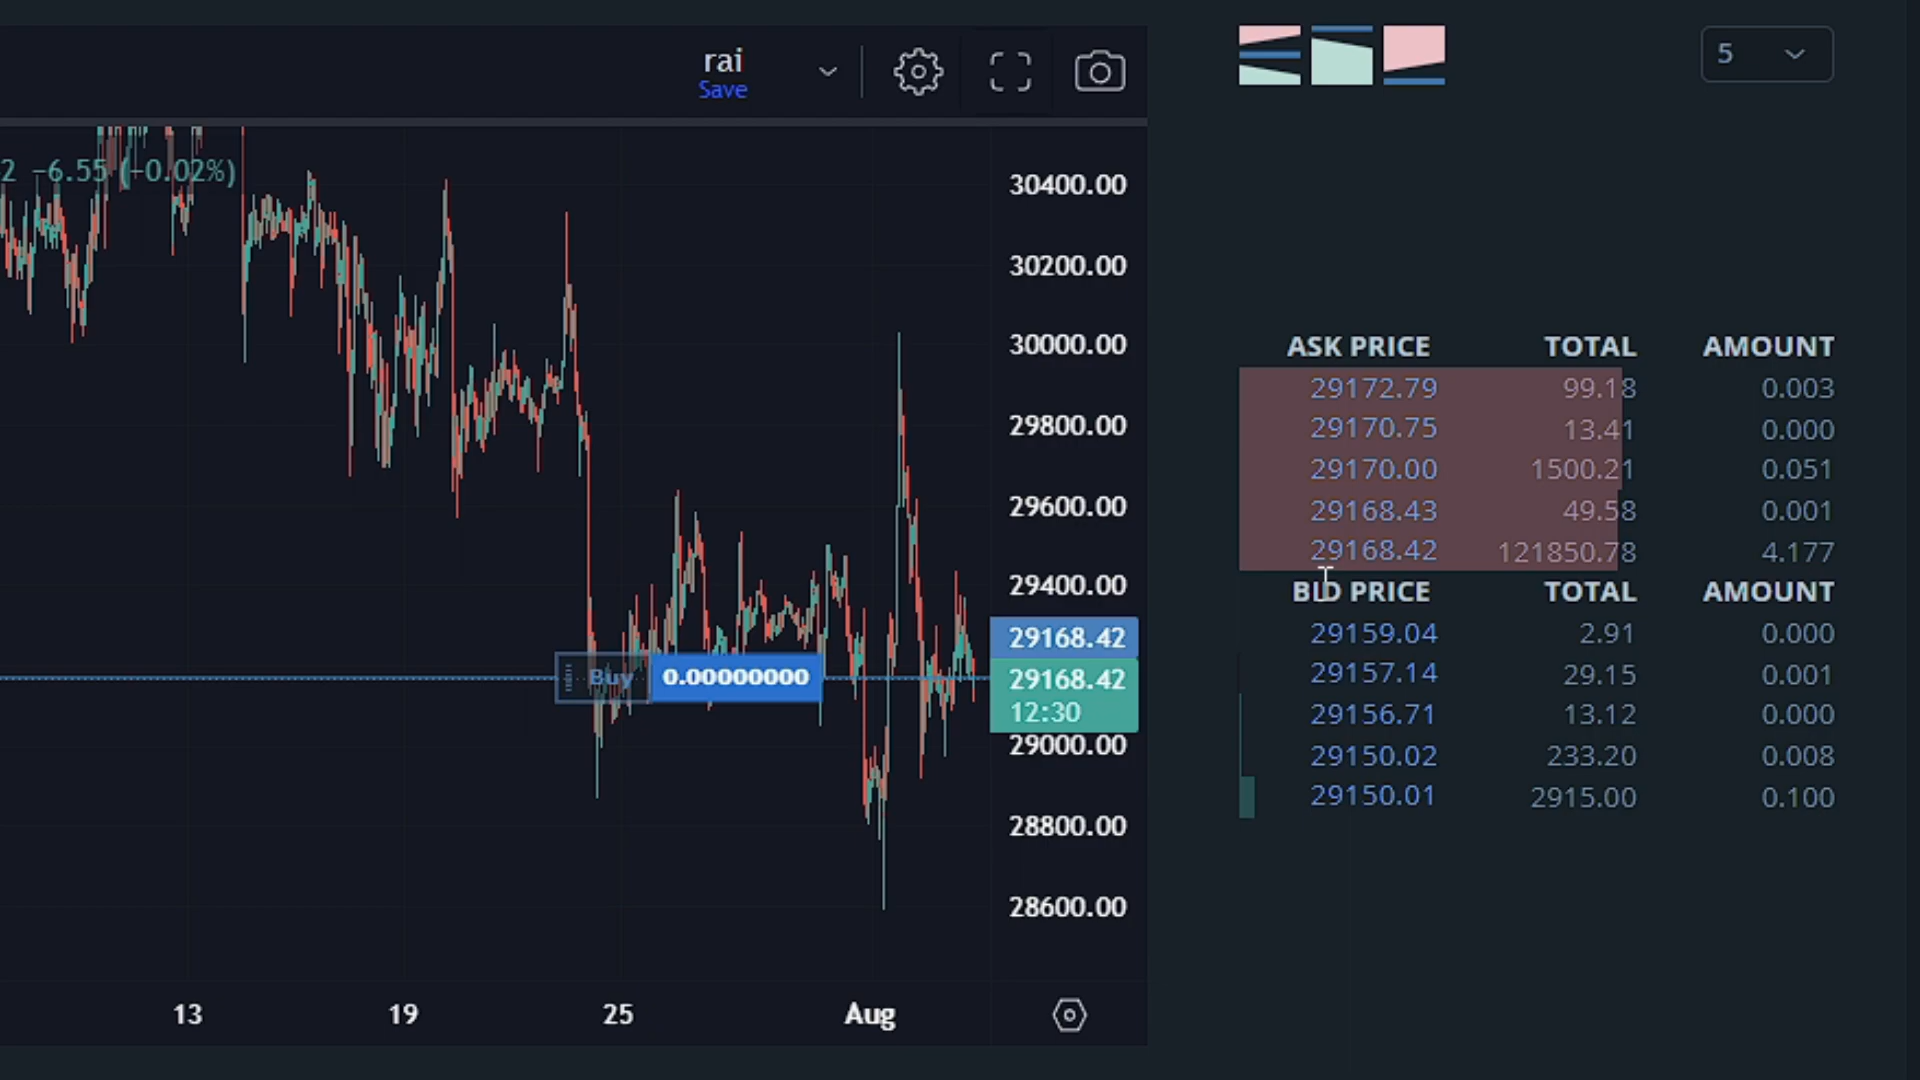 rai
Save
5
2 −6.55 (−0.02%)
30400.00
30200.00
30000.00
29800.00
29600.00
29400.00
29168.42
29168.42
12:30
29000.00
28800.00
28600.00
Buy 0.00000000
13 19 25 Aug
ASK PRICE TOTAL AMOUNT
29172.79 99.18 0.003
29170.75 13.41 0.000
29170.00 1500.21 0.051
29168.43 49.58 0.001
29168.42 121850.78 4.177
BID PRICE TOTAL AMOUNT
29159.04 2.91 0.000
29157.14 29.15 0.001
29156.71 13.12 0.000
29150.02 233.20 0.008
29150.01 2915.00 0.100